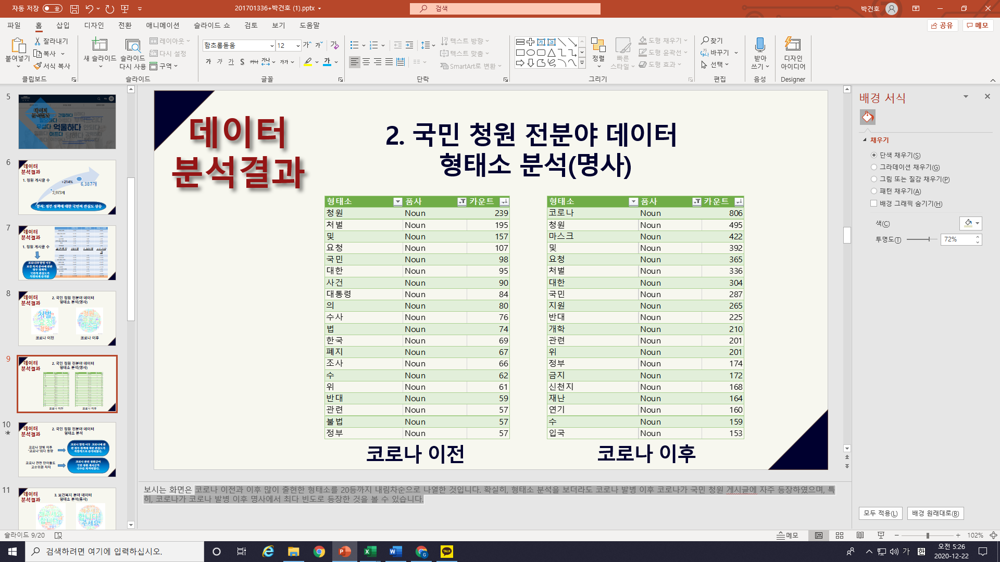 자동 저장 끔
201701336+박건호 (1).pptx
검색
박건호
파일 홈 삽입 디자인 전환 애니메이션 슬라이드 쇼 검토 보기 도움말
공유 메모
붙여넣기
잘라내기
복사
서식 복사
클립보드
새 슬라이드
슬라이드 다시 사용
레이아웃
다시 설정
구역
슬라이드
함초롬돋움 12
글꼴
텍스트 방향
텍스트 맞춤
SmartArt로 변환
단락
정렬
빠른 스타일
도형 채우기
도형 윤곽선
도형 효과
그리기
찾기
바꾸기
선택
편집
받아쓰기
음성
디자인 아이디어
Designer
5
데이터
분석결과
억울하다
아프다
무섭다
6
데이터
분석결과
1. 청원 게시글 수
+214%
2,973개
분석: 정부 정책에 대한 국민적 관심도 상승
7
데이터
분석결과
1. 청원 게시글 수
8
데이터
분석결과
2. 국민 청원 전분야 데이터
형태소 분석(명사)
처벌
청원
코로나 이전 코로나 이후
9
데이터
분석결과
2. 국민 청원 전분야 데이터
형태소 분석(명사)
코로나 이전 코로나 이후
10
데이터
분석결과
2. 국민 청원 전분야 데이터
형태소 분석
코로나 발병 이후
"코로나"최다 등장
코로나 관련 단어들도
고순위권 차지
11
데이터
분석결과
3. 보건복지 분야 데이터
형태소 분석(동사)
합니다
주세요
데이터
분석결과
2. 국민 청원 전분야 데이터
형태소 분석(명사)
형태소 품사 카운트
청원 Noun 239
처벌 Noun 195
및 Noun 157
요청 Noun 107
국민 Noun 98
대한 Noun 95
사건 Noun 90
대통령 Noun 84
의 Noun 80
수사 Noun 76
법 Noun 74
한국 Noun 69
폐지 Noun 67
조사 Noun 66
수 Noun 62
위 Noun 61
반대 Noun 59
관련 Noun 57
불법 Noun 57
정부 Noun 57
코로나 이전
형태소 품사 카운트
코로나 Noun 806
청원 Noun 495
마스크 Noun 422
및 Noun 392
요청 Noun 365
처벌 Noun 336
대한 Noun 304
국민 Noun 287
지원 Noun 265
반대 Noun 225
개학 Noun 210
관련 Noun 201
위 Noun 201
정부 Noun 174
금지 Noun 172
신천지 Noun 168
재난 Noun 164
연기 Noun 160
수 Noun 159
입국 Noun 153
코로나 이후
보시는 화면은 코로나 이전과 이후 많이 출현한 형태소를 20등까지 내림차순으로 나열한 것입니다. 확실히, 형태소 분석을 보더라도 코로나 발병 이후 코로나가 국민 청원 게시글에 자주 등장하였으며, 특
히, 코로나가 코로나 발병 이후 명사에서 최다 빈도로 등장한 것을 볼 수 있습니다.
배경 서식
채우기
단색 채우기(S)
그라데이션 채우기(G)
그림 또는 질감 채우기(P)
패턴 채우기(A)
배경 그래픽 숨기기(H)
색(C)
투명도(T) 72%
모두 적용(L) 배경 원래대로(B)
슬라이드 9/20
메모
102%
검색하려면 여기에 입력하십시오.
TALK
가
오전 5:26
2020-12-22